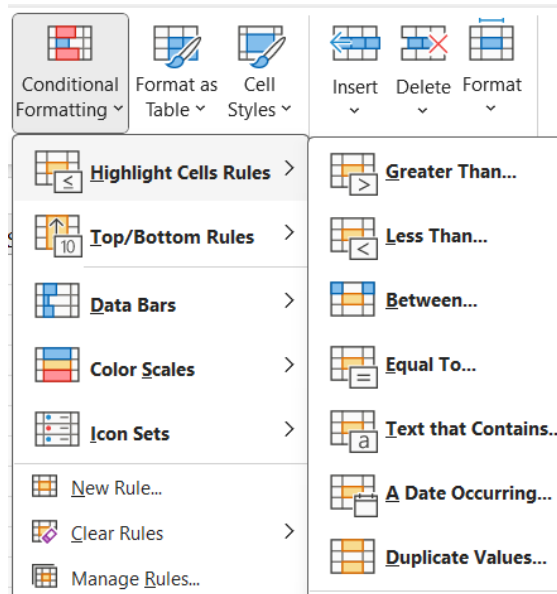 Conditional Formatting
Format as Table
Cell Styles
Insert
Delete
Format
Highlight Cells Rules
Top/Bottom Rules
10
Data Bars
Color Scales
Icon Sets
New Rule...
Clear Rules
Manage Rules...
Greater Than...
Less Than...
Between...
Equal To...
Text that Contains..
a
A Date Occurring...
Duplicate Values...